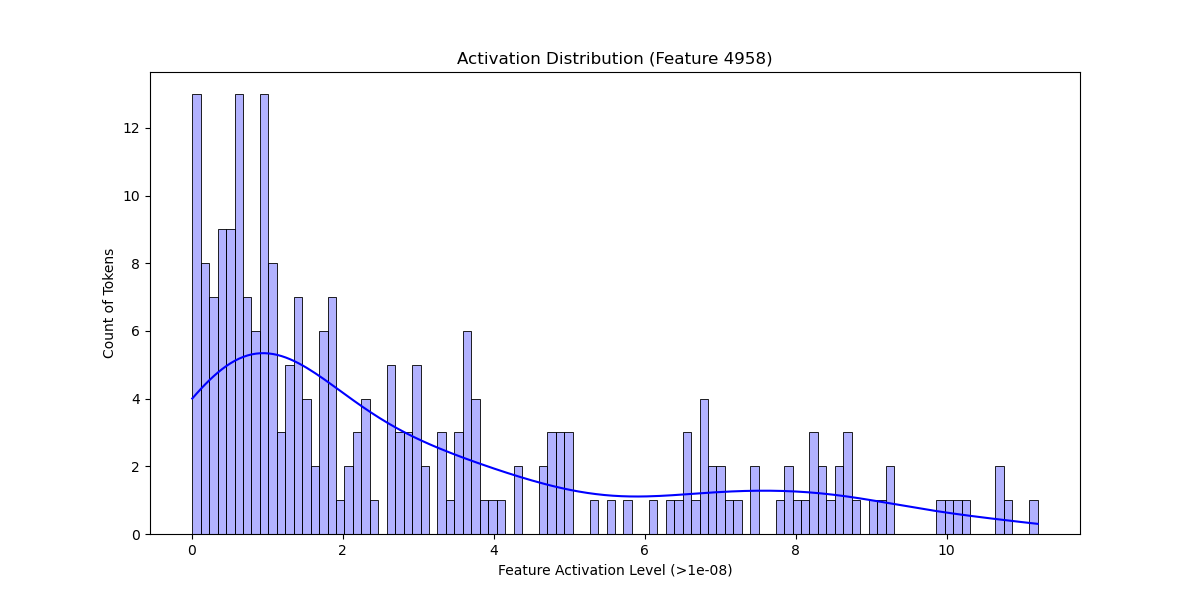 Activation Distribution (Feature 4958)
12
10
8
6
4
2
0
Count of Tokens
0 2 4 6 8 10
Feature Activation Level (>1e-08)